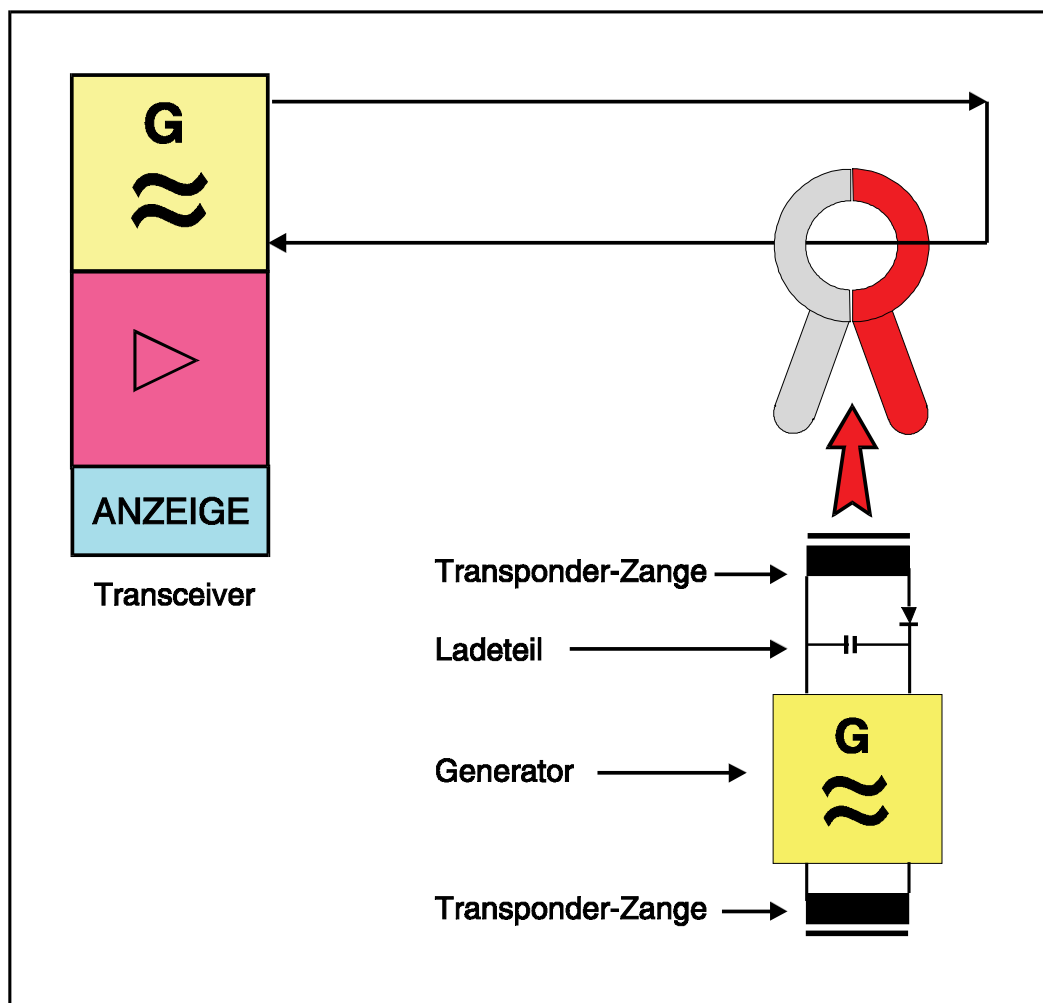 G
ANZEIGE
Transceiver
Transponder-Zange
Ladeteil
G
Generator
Transponder-Zange